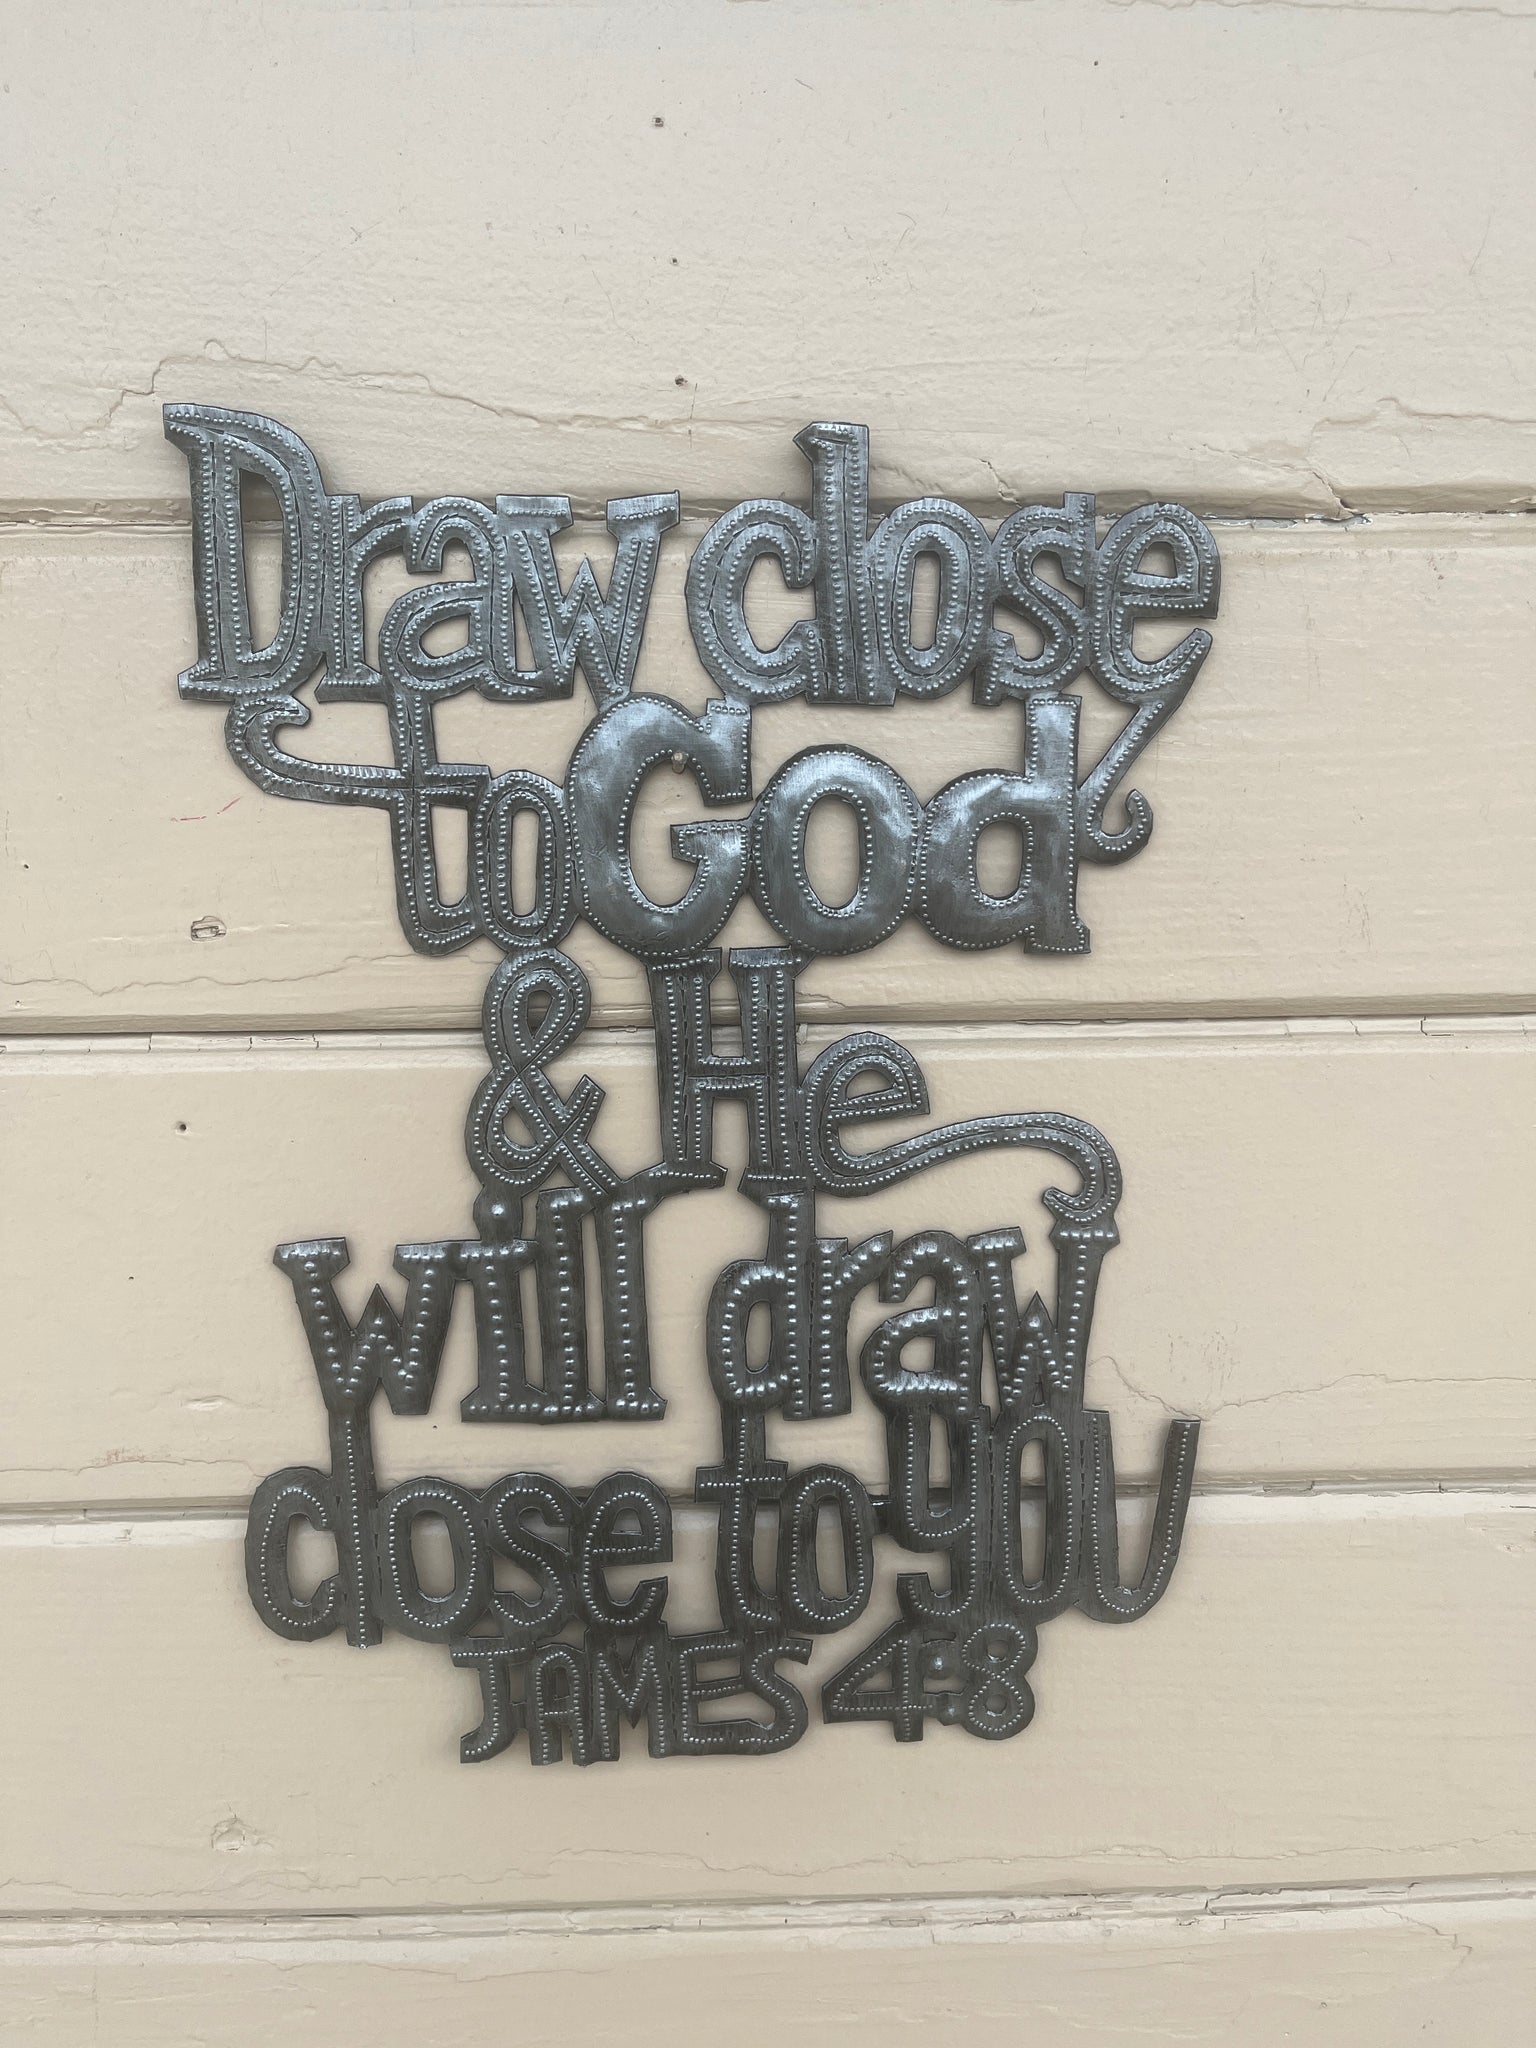 Draw close
to God
& He
will draw
close to you
JAMES 4:8